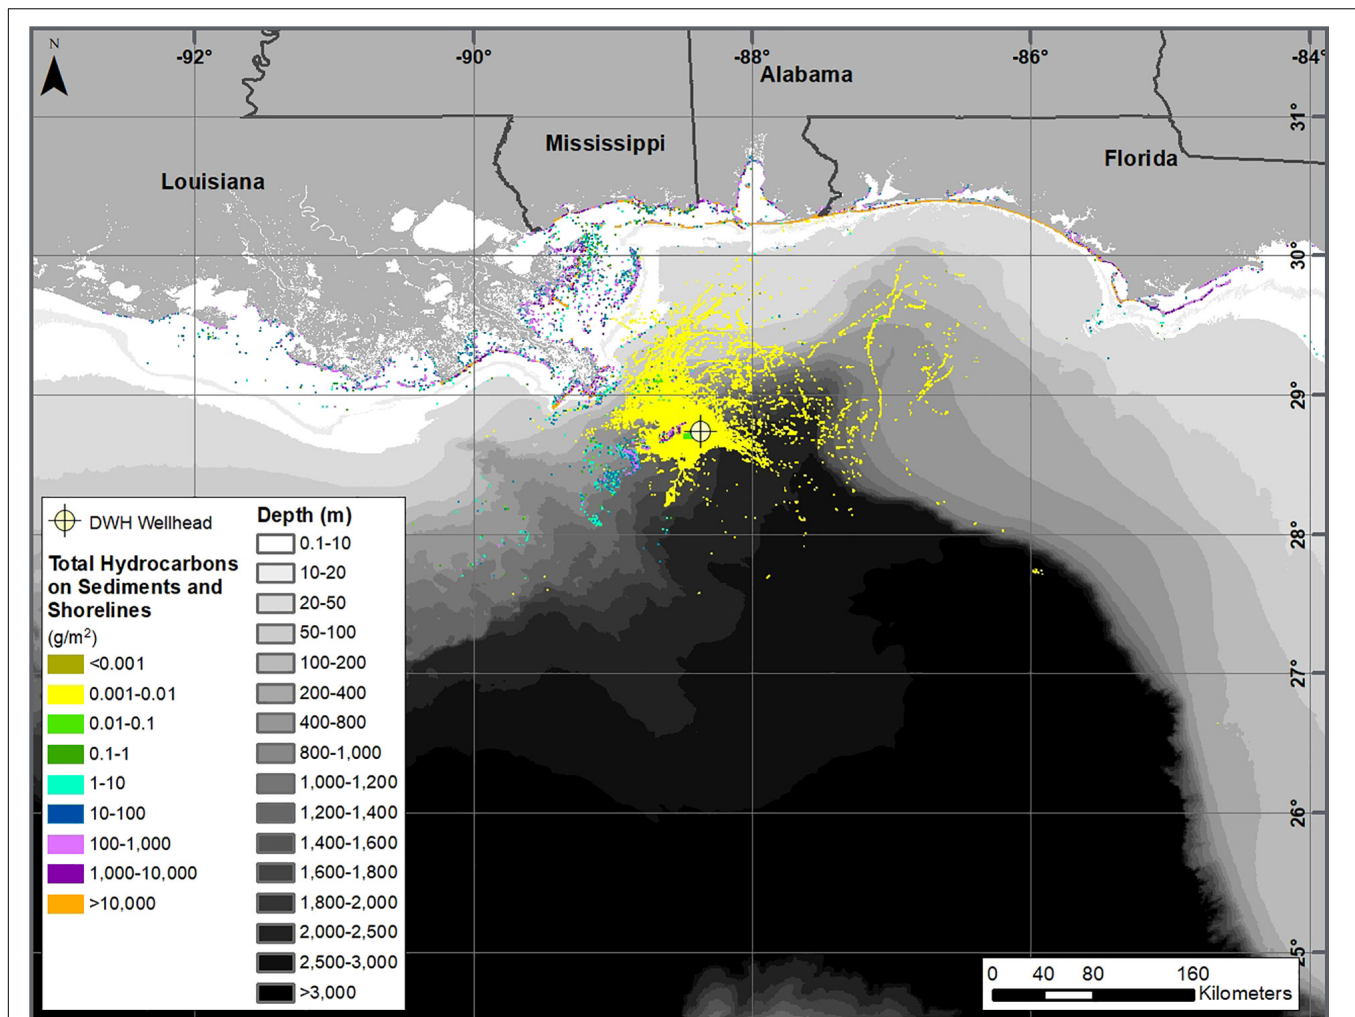 N
-92°
-90°
-88°
-86°
-84°
Alabama
31°
Mississippi
Florida
Louisiana
30°
29°
28°
27°
26°
25°
DWH Wellhead
Total Hydrocarbons
on Sediments and
Shorelines
(g/m²)
<0.001
0.001-0.01
0.01-0.1
0.1-1
1-10
10-100
100-1,000
1,000-10,000
>10,000
Depth (m)
0.1-10
10-20
20-50
50-100
100-200
200-400
400-800
800-1,000
1,000-1,200
1,200-1,400
1,400-1,600
1,600-1,800
1,800-2,000
2,000-2,500
2,500-3,000
>3,000
0 40 80 160
Kilometers